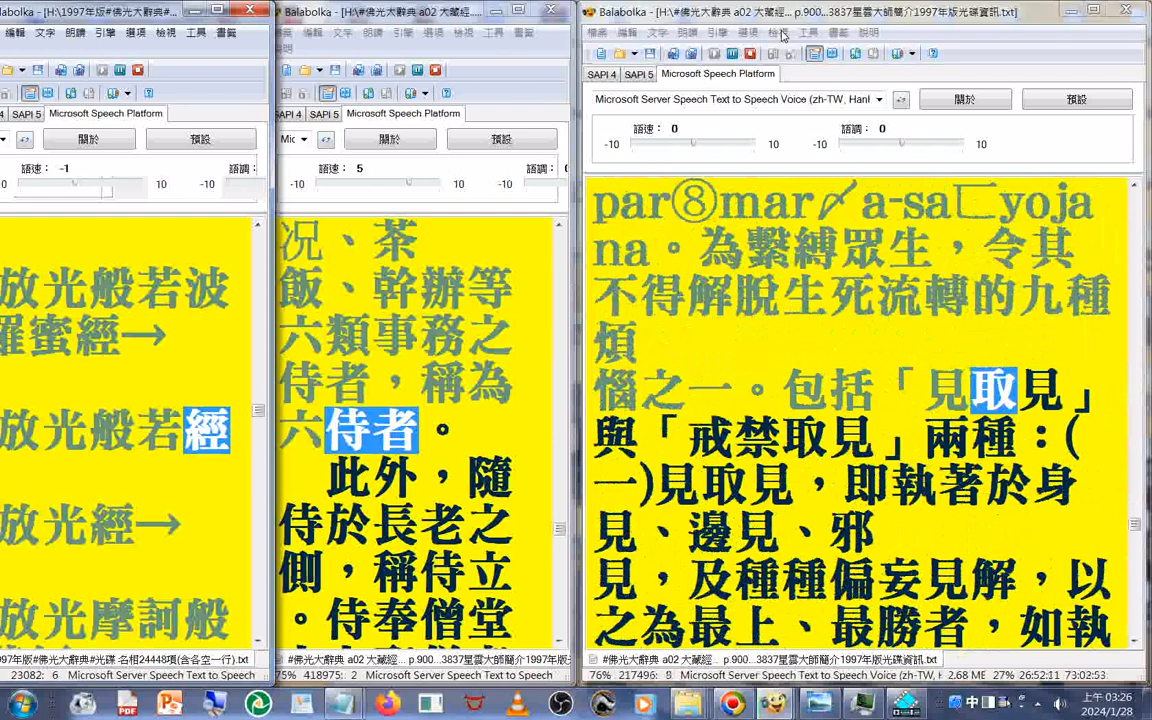 Balabolka - [H:\1997年版#佛光大辭典#...
編輯 文字 朗讀 引擎 選項 檢視 工具 書籤
SAPI 5 Microsoft Speech Platform
關於 預設
語速： -1 語調：
0 10 -10
放光般若波
羅蜜經→
放光般若經
放光經→
放光摩訶般
997年版#佛光大辭典#光碟 名相24448項(含各空一行).txt
23082: 6 Microsoft Server Speech Text to Speech
Balabolka - [H:\#佛光大辭典 a02 大藏經...
編輯 文字 朗讀 引擎 選項 檢視 工具 書籤
說明
SAPI 4 SAPI 5 Microsoft Speech Platform
Mic 關於 預設
語速： 5 語調： 0
-10 10 -10
況、茶
飯、幹辦等
六類事務之
侍者，稱為
六侍者。
此外，隨
侍於長老之
側，稱侍立
。侍奉僧堂
#佛光大辭典 a02 大藏經... p.900...3837星雲大師簡介1997年版
75% 418975: 2 Microsoft Server Speech Text to Speech
Balabolka - [H:\#佛光大辭典 a02 大藏經... p.900...3837星雲大師簡介1997年版光碟資訊.txt]
檔案 編輯 文字 朗讀 引擎 選項 檢視 工具 書籤 說明
SAPI 4 SAPI 5 Microsoft Speech Platform
Microsoft Server Speech Text to Speech Voice (zh-TW, HanH 關於 預設
語速： 0 語調： 0
-10 10 -10 10
par⑧mar〆a-sa匚yoja
na。為繫縛眾生，令其
不得解脫生死流轉的九種
煩
惱之一。包括「見取見」
與「戒禁取見」兩種：(
一)見取見，即執著於身
見、邊見、邪
見，及種種偏妄見解，以
之為最上、最勝者，如執
#佛光大辭典 a02 大藏經... p.900...3837星雲大師簡介1997年版光碟資訊.txt
76% 217496: 8 Microsoft Server Speech Text to Speech Voice (zh-TW, H 2.68 MB 27% 26:52:11 73:02:53
PDF
中
上午 03:26
2024/1/28